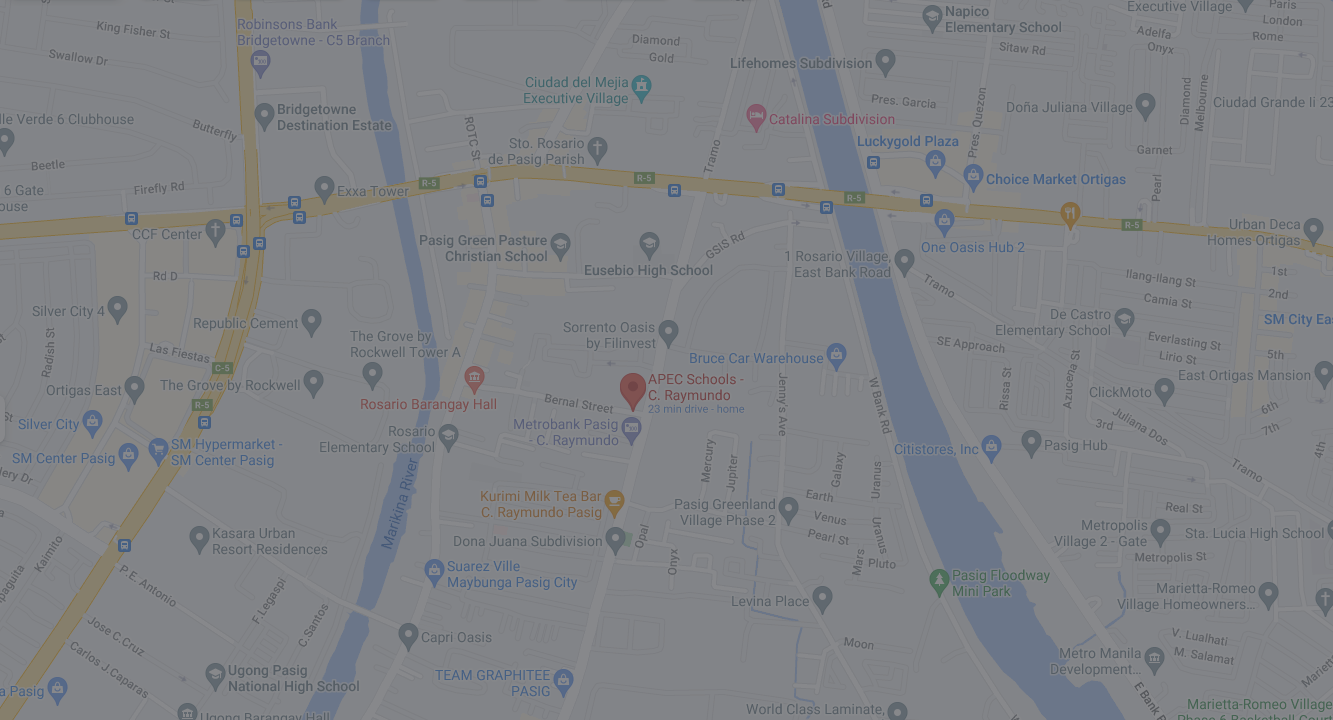 Robinsons Bank
Bridgetowne - C5 Branch
King Fisher St
Swallow Dr
Bridgetowne
Destination Estate
lle Verde 6 Clubhouse
Butterfly
Beetle
6 Gate
ouse
Firefly Rd
Exxa Tower
CCF Center
Rd D
ROTC St
Diamond
Gold
Ciudad del Mejia
Executive Village
Sto. Rosario
de Pasig Parish
R-5
R-5
R-5
R-5
Tramo
Lifehomes Subdivision
Catalina Subdivision
Napico
Elementary School
Sitaw Rd
Executive Village
Paris
London
Rome
Adelfa
Onyx
Pres. Garcia
Pres. Quezon
Doña Juliana Village
Diamond
Melbourne
Ciudad Grande Ii 23
Luckygold Plaza
Choice Market Ortigas
Garnet
Pearl
Urban Deca
Homes Ortigas
One Oasis Hub 2
Pasig Green Pasture
Christian School
Eusebio High School
GSIS Rd
1 Rosario Village,
East Bank Road
Tramo
Ilang-Ilang St
Camia St
1st
2nd
SM City Eas
Silver City 4
Radish St
Las Fiestas
Republic Cement
The Grove by
Rockwell Tower A
Sorrento Oasis
by Filinvest
Bruce Car Warehouse
SE Approach
De Castro
Elementary School
Everlasting St
Lirio St
5th
C-5
Ortigas East
The Grove by Rockwell
R-5
Rosario Barangay Hall
APEC Schools -
C. Raymundo
23 min drive - home
Bernal Street
Jenny's Ave
W Bank Rd
Rissa St
Azucena St
ClickMoto
East Ortigas Mansion
6th
7th
4th
Juliana Dos
3rd
Silver City
SM Center Pasig
SM Hypermarket -
SM Center Pasig
Rosario
Elementary School
Metrobank Pasig
- C. Raymundo
Mercury
Jupiter
Galaxy
Uranus
Citistores, Inc
Pasig Hub
Tramo
Marikina River
Kurimi Milk Tea Bar
C. Raymundo Pasig
Earth
Venus
Pearl St
Uranus
Pasig Greenland
Village Phase 2
Real St
Metropolis
Village 2 - Gate
Metropolis St
Sta. Lucia High School
Kasara Urban
Resort Residences
Kaimito
Dona Juana Subdivision
Opal
Onyx
Mars
Pluto
P.E. Antonio
F. Legaspi
C.Santos
Suarez Ville
Maybunga Pasig City
Levina Place
Pasig Floodway
Mini Park
Marietta-Romeo
Village Homeowners...
Jose C.Cruz
Carlos J.Caparas
Capri Oasis
Moon
V. Lualhati
M. Salamat
Metro Manila
Development...
Ugong Pasig
National High School
TEAM GRAPHITEE
PASIG
a Pasig
Ugong Barangay Hall
World Class Laminate,
Marietta-Romeo Village